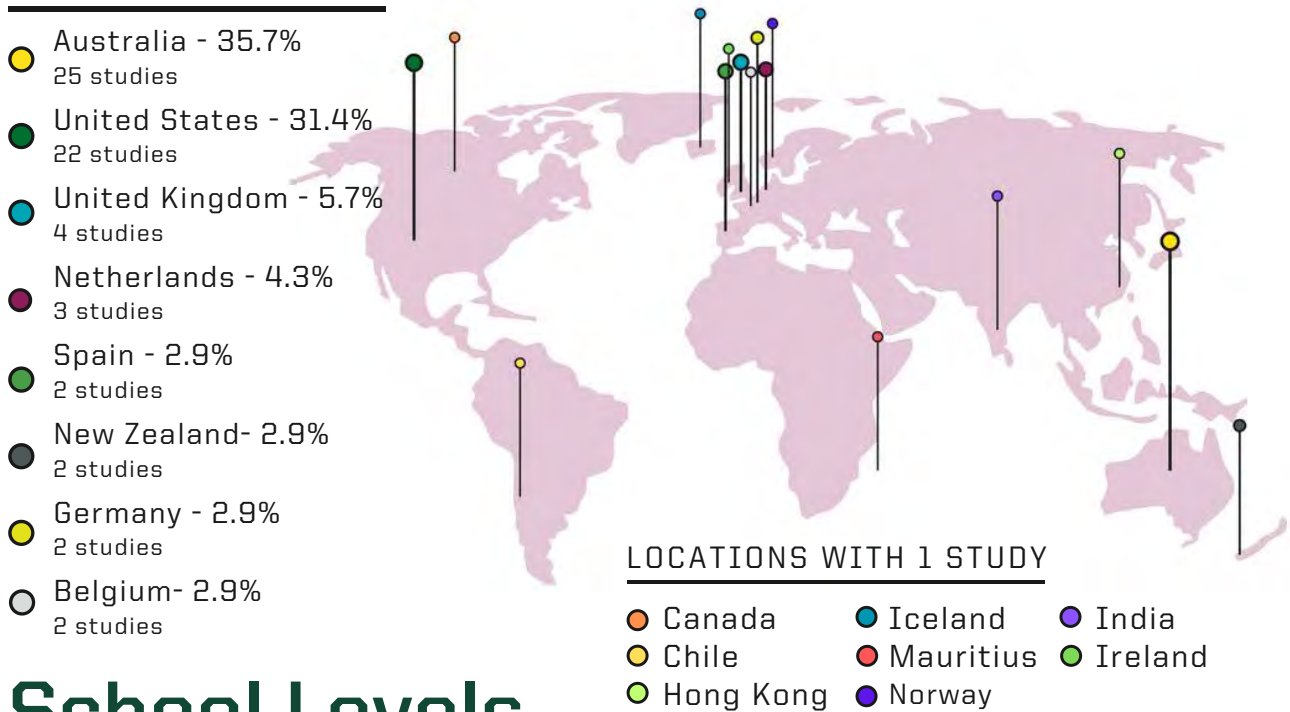 Australia - 35.7%
25 studies
United States - 31.4%
22 studies
United Kingdom - 5.7%
4 studies
Netherlands - 4.3%
3 studies
Spain - 2.9%
2 studies
New Zealand- 2.9%
2 studies
Germany - 2.9%
2 studies
Belgium- 2.9%
2 studies
LOCATIONS WITH 1 STUDY
Canada
Chile
Hong Kong
Iceland
Mauritius
Norway
India
Ireland
School Levels